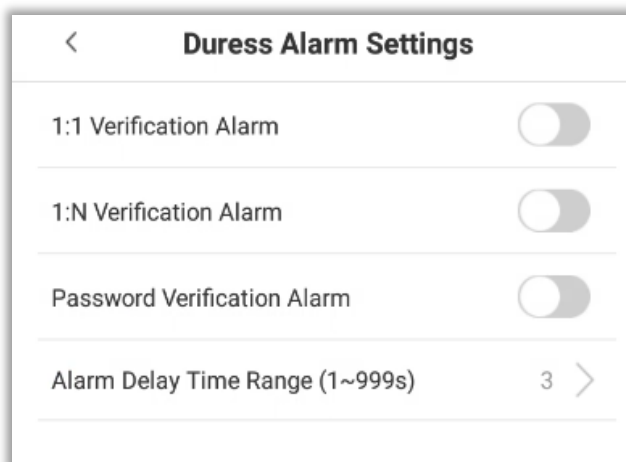 Duress Alarm Settings
1:1 Verification Alarm
1:N Verification Alarm
Password Verification Alarm
Alarm Delay Time Range (1~999s) 3